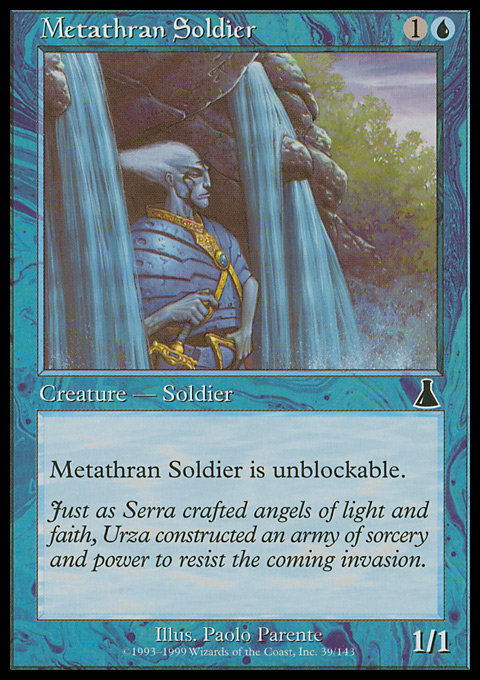 Metathran Soldier 1
Creature — Soldier
Metathran Soldier is unblockable.
Just as Serra crafted angels of light and
faith, Urza constructed an army of sorcery
and power to resist the coming invasion.
Illus. Paolo Parente
©1993–1999 Wizards of the Coast, Inc. 39/143
1/1